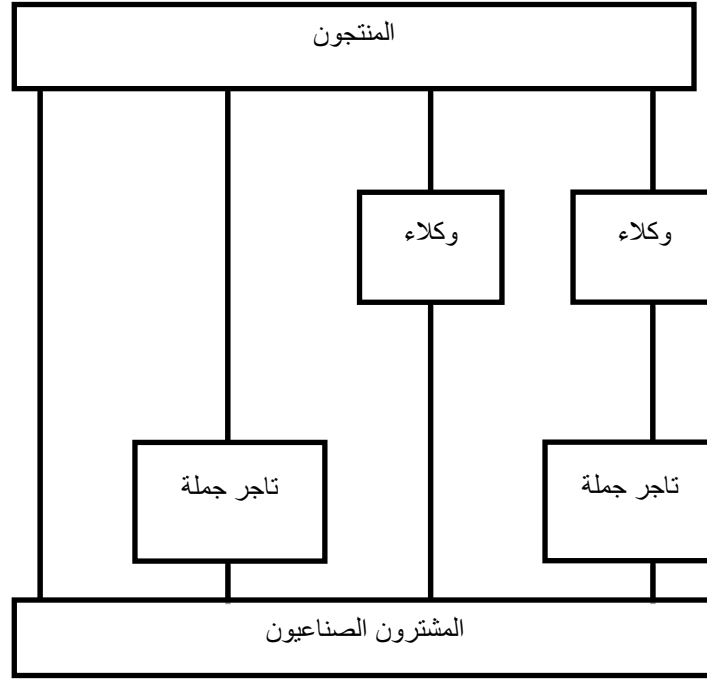 المنتجون
وكلاء
وكلاء
تاجر جملة
تاجر جملة
المشترون الصناعيون